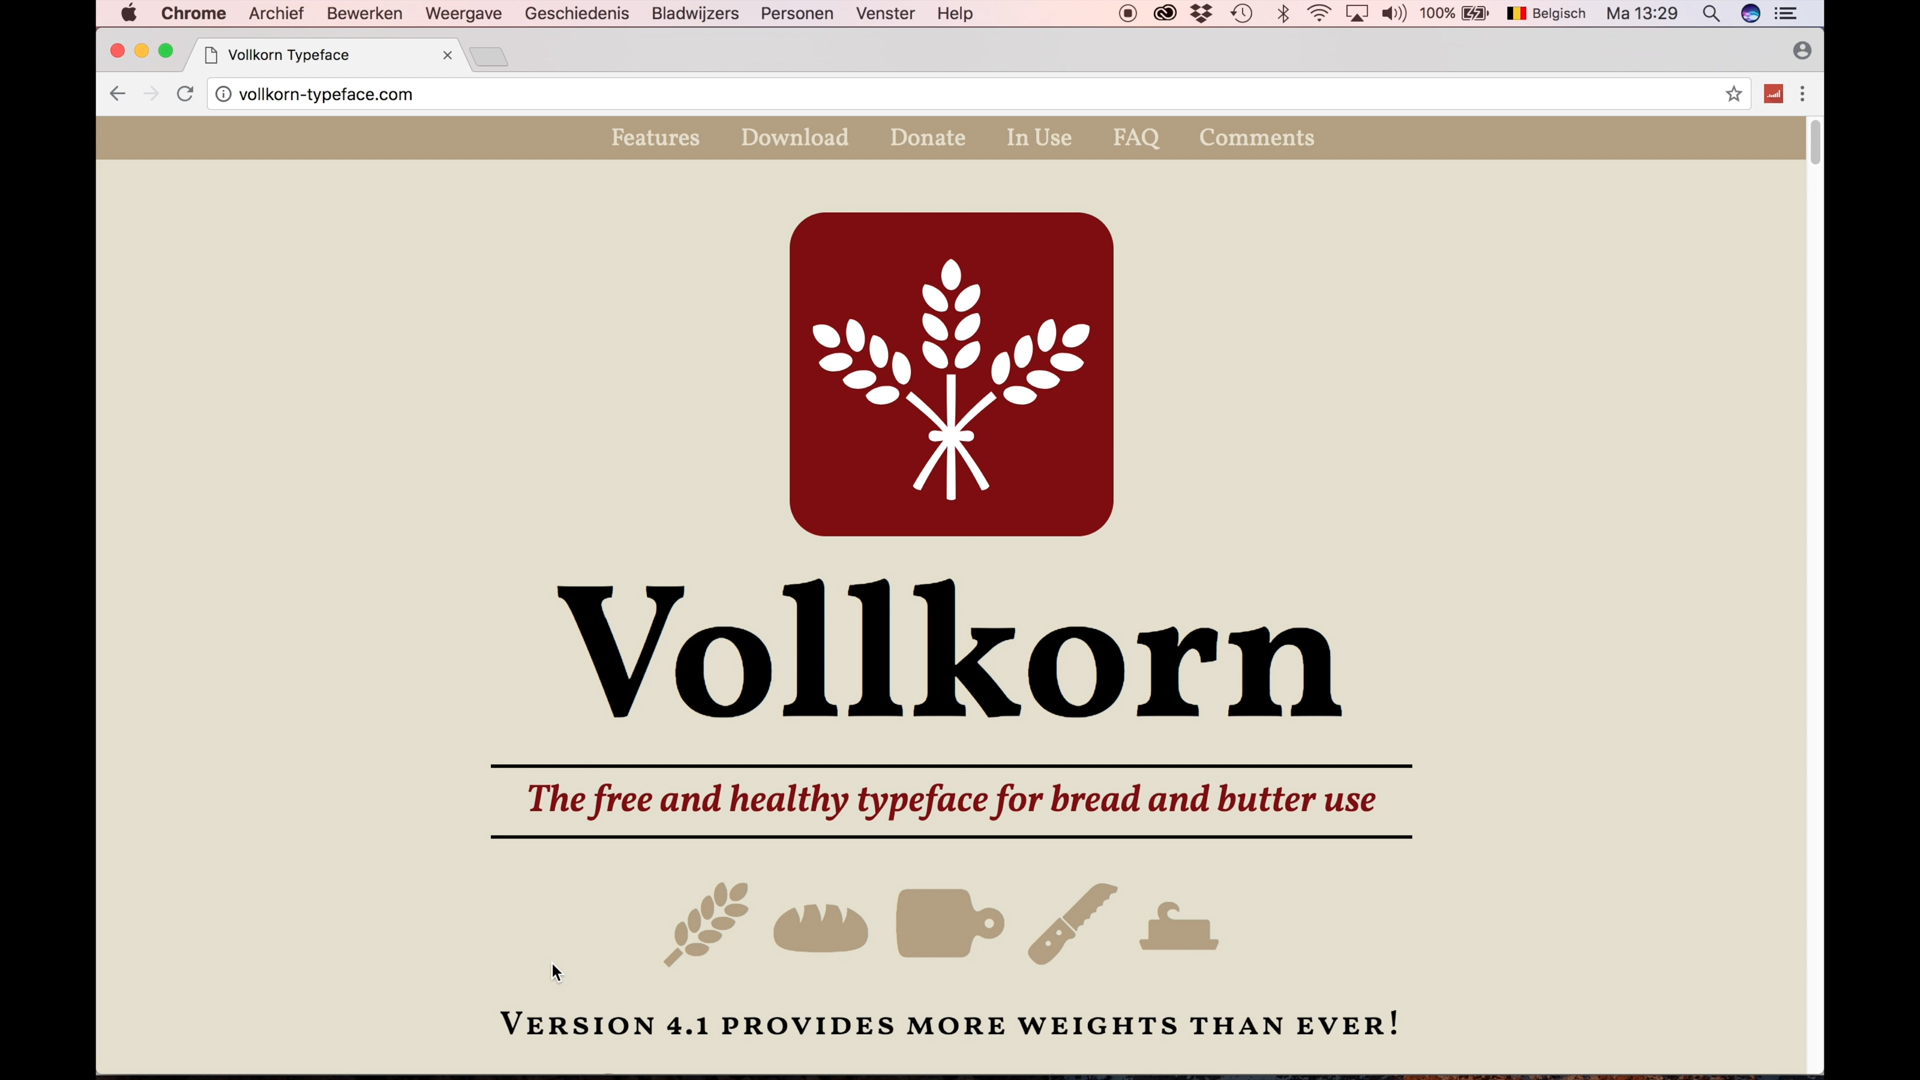 Chrome Archief Bewerken Weergave Geschiedenis Bladwijzers Personen Venster Help 100% Belgisch Ma 13:29
Vollkorn Typeface
vollkorn-typeface.com
Features Download Donate In Use FAQ Comments
Vollkorn
The free and healthy typeface for bread and butter use
Version 4.1 provides more weights than ever!